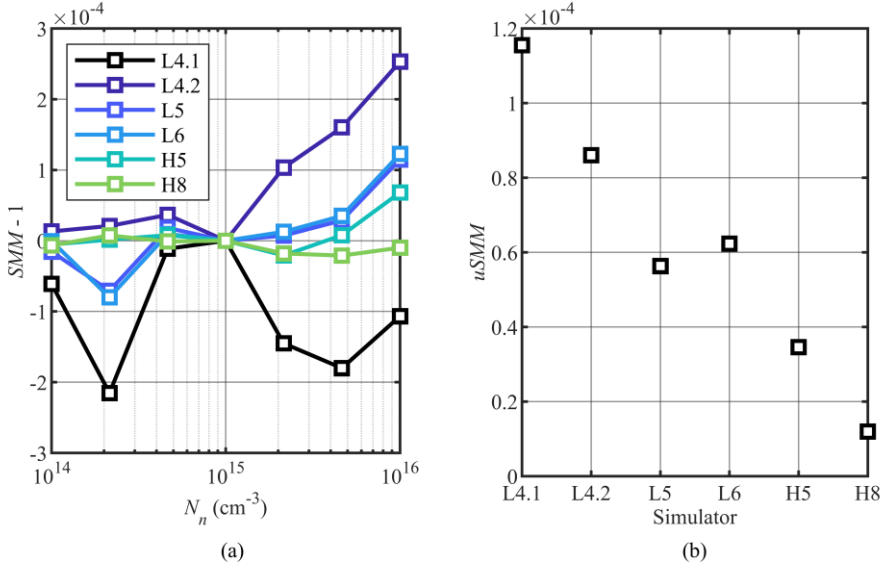 ×10⁻⁴
3
2
1
0
-1
-2
-3
SMM - 1
L4.1
L4.2
L5
L6
H5
H8
10¹⁴
10¹⁵
10¹⁶
Nₙ (cm⁻³)
(a)
×10⁻⁴
1.2
1
0.8
0.6
0.4
0.2
0
uSMM
L4.1
L4.2
L5
L6
H5
H8
Simulator
(b)